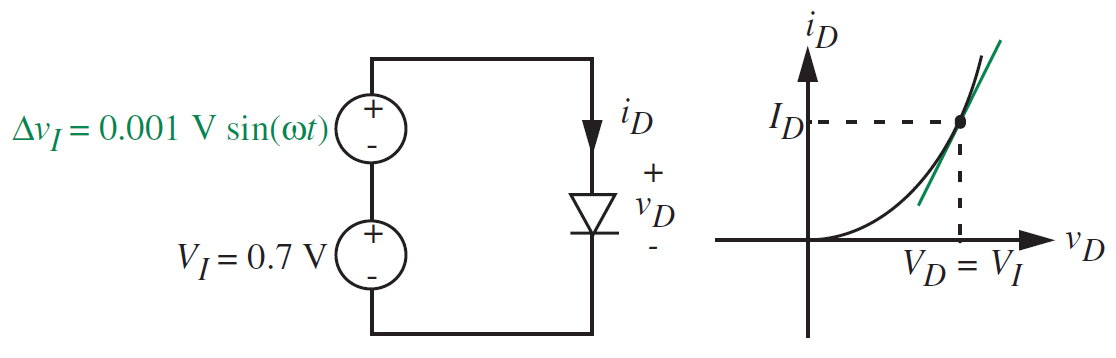 Δv_I = 0.001 V sin(ωt)
+
-
V_I = 0.7 V
+
-
i_D
+
v_D
-
i_D
I_D
v_D
V_D = V_I